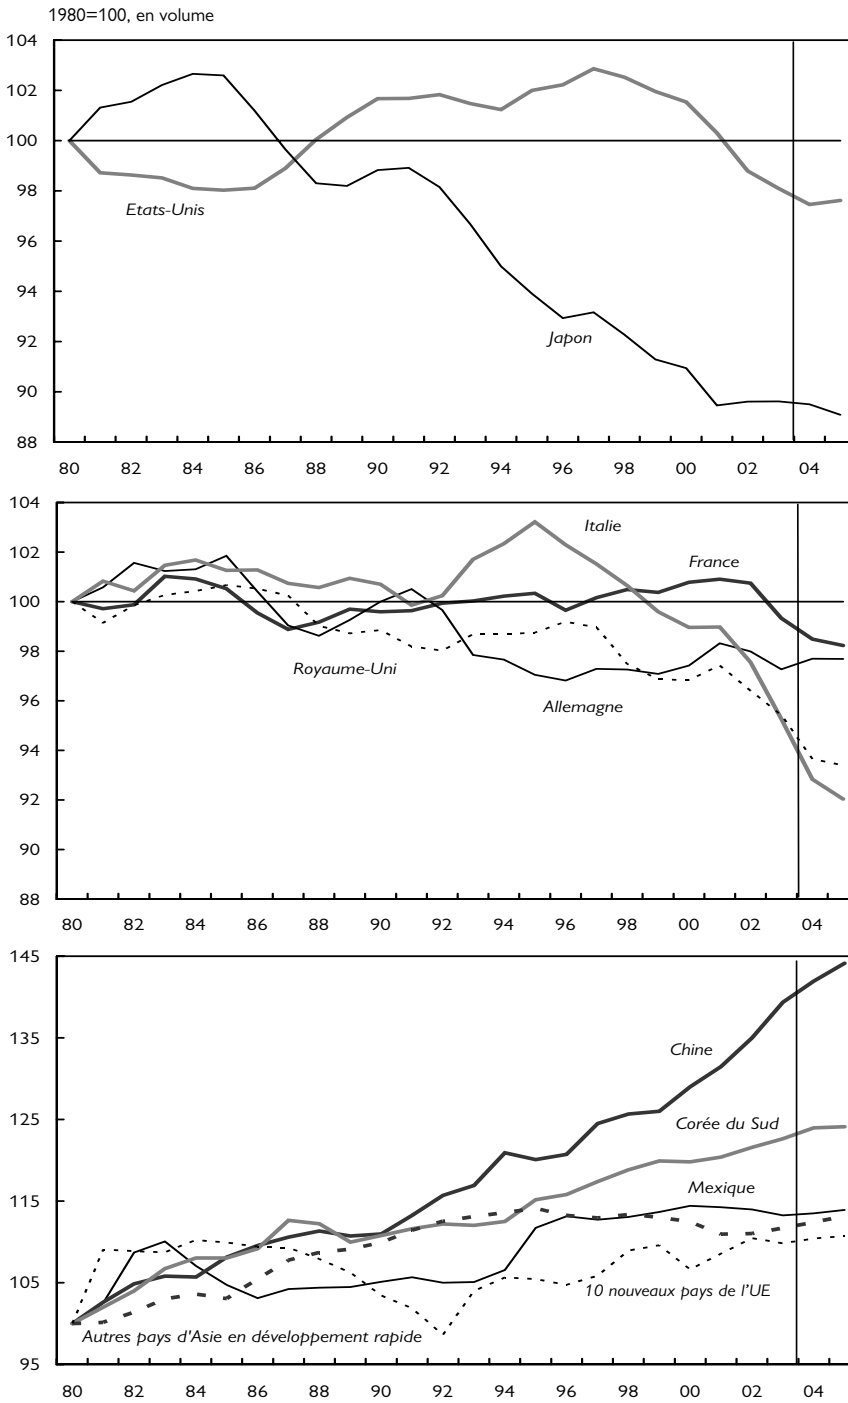 1980=100, en volume
104
102
100
98
Etats-Unis
96
94
Japon
92
90
88
80 82 84 86 88 90 92 94 96 98 00 02 04
104
Italie
102
France
100
98
Royaume-Uni
96
Allemagne
94
92
90
88
80 82 84 86 88 90 92 94 96 98 00 02 04
145
135
Chine
125
Corée du Sud
115
Mexique
105
10 nouveaux pays de l'UE
Autres pays d'Asie en développement rapide
95
80 82 84 86 88 90 92 94 96 98 00 02 04